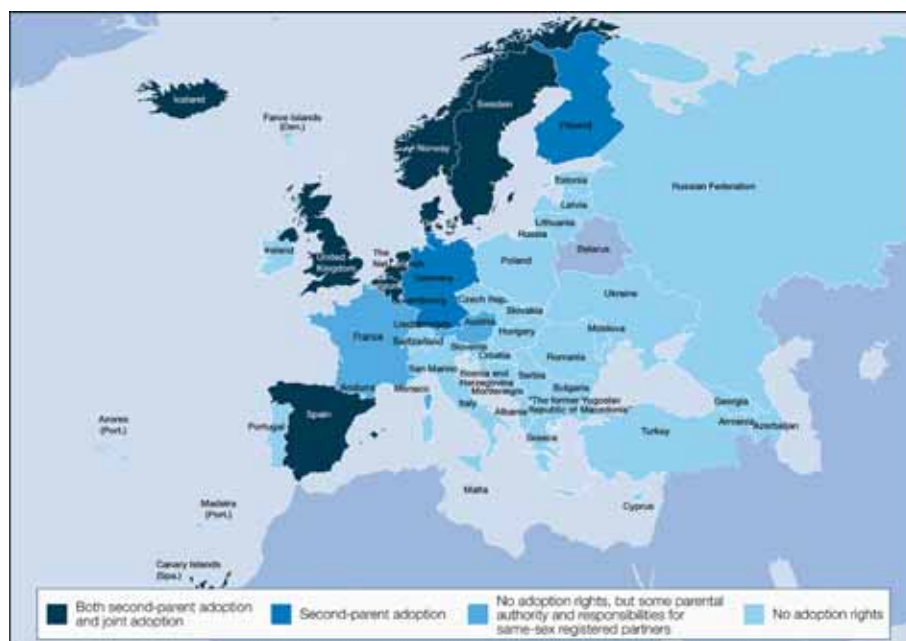 Iceland
Faroe Islands
(Den.)
Sweden
Norway
Finland
Estonia
Latvia
Lithuania
Russia
Russian Federation
Belarus
Ireland
United
Kingdom
The
Germany
Poland
Luxembourg
Czech Rep.
Slovakia
Ukraine
Liechtenstein
Austria
Switzerland
Hungary
Moldova
France
Slovenia
Croatia
Romania
San Marino
Bosnia and
Herzegovina
Serbia
Montenegro
Andorra
Monaco
Italy
Bulgaria
Albania
"The former Yugoslav
Republic of Macedonia"
Georgia
Armenia
Azerbaijan
Azores
(Port.)
Portugal
Spain
Greece
Turkey
Malta
Cyprus
Madeira
(Port.)
Canary Islands
(Spa.)
Both second-parent adoption
and joint adoption
Second-parent adoption
No adoption rights, but some parental
authority and responsibilities for
same-sex registered partners
No adoption rights